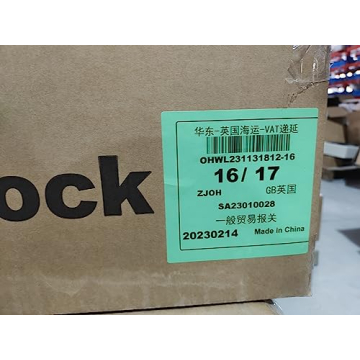 华东-英国海运-VAT递延
OHWL231131812-16
16/ 17
ZJOH GB英国
SA23010028
一般贸易报关
20230214 Made in China
ock